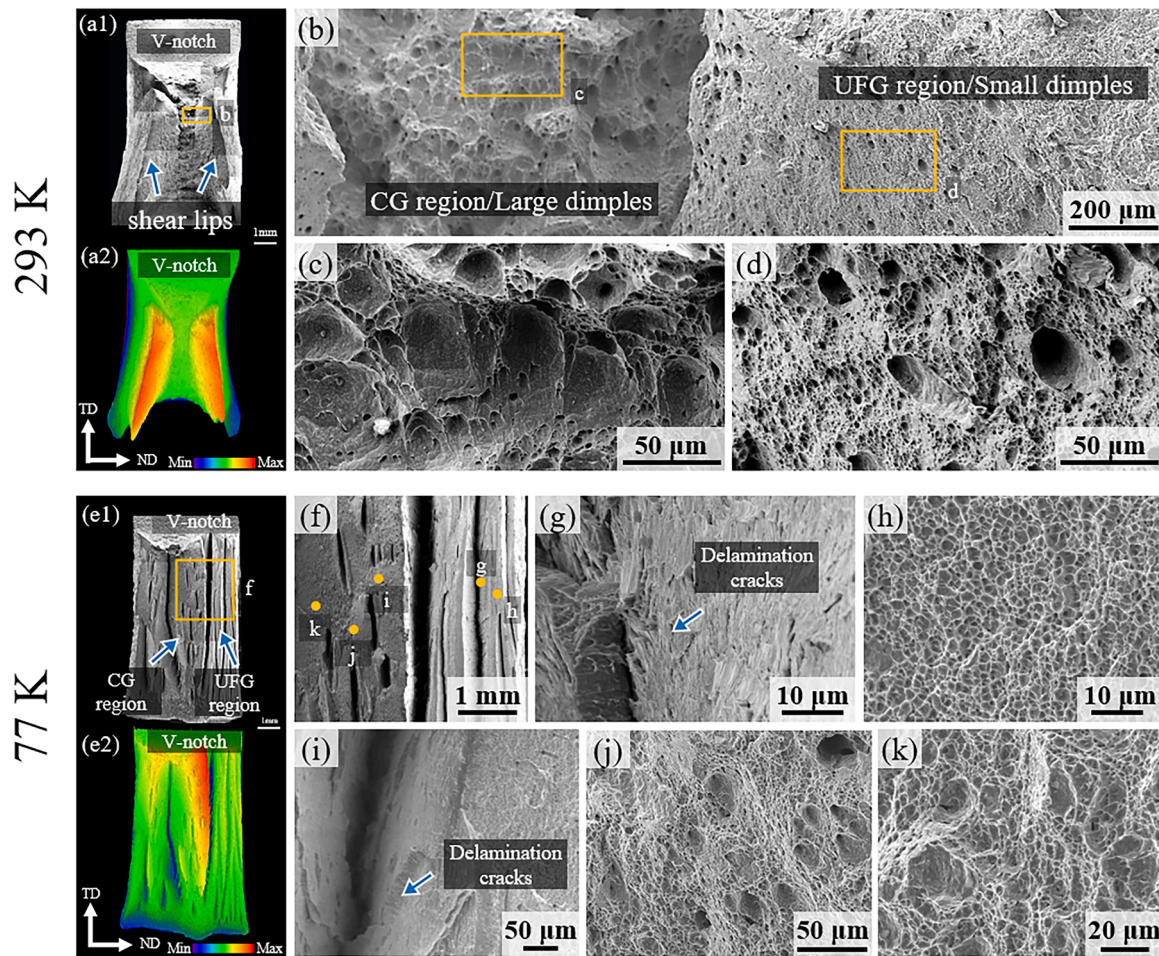 293 K
(a1)
V-notch
b
shear lips
1mm
(a2)
V-notch
TD
ND
Min
Max
(b)
c
UFG region/Small dimples
d
CG region/Large dimples
200 μm
(c)
50 μm
(d)
50 μm
77 K
(e1)
V-notch
f
CG
region
UFG
region
1mm
(e2)
V-notch
TD
ND
Min
Max
(f)
g
h
i
k
j
1 mm
(g)
Delamination
cracks
10 μm
(h)
10 μm
(i)
Delamination
cracks
50 μm
(j)
50 μm
(k)
20 μm